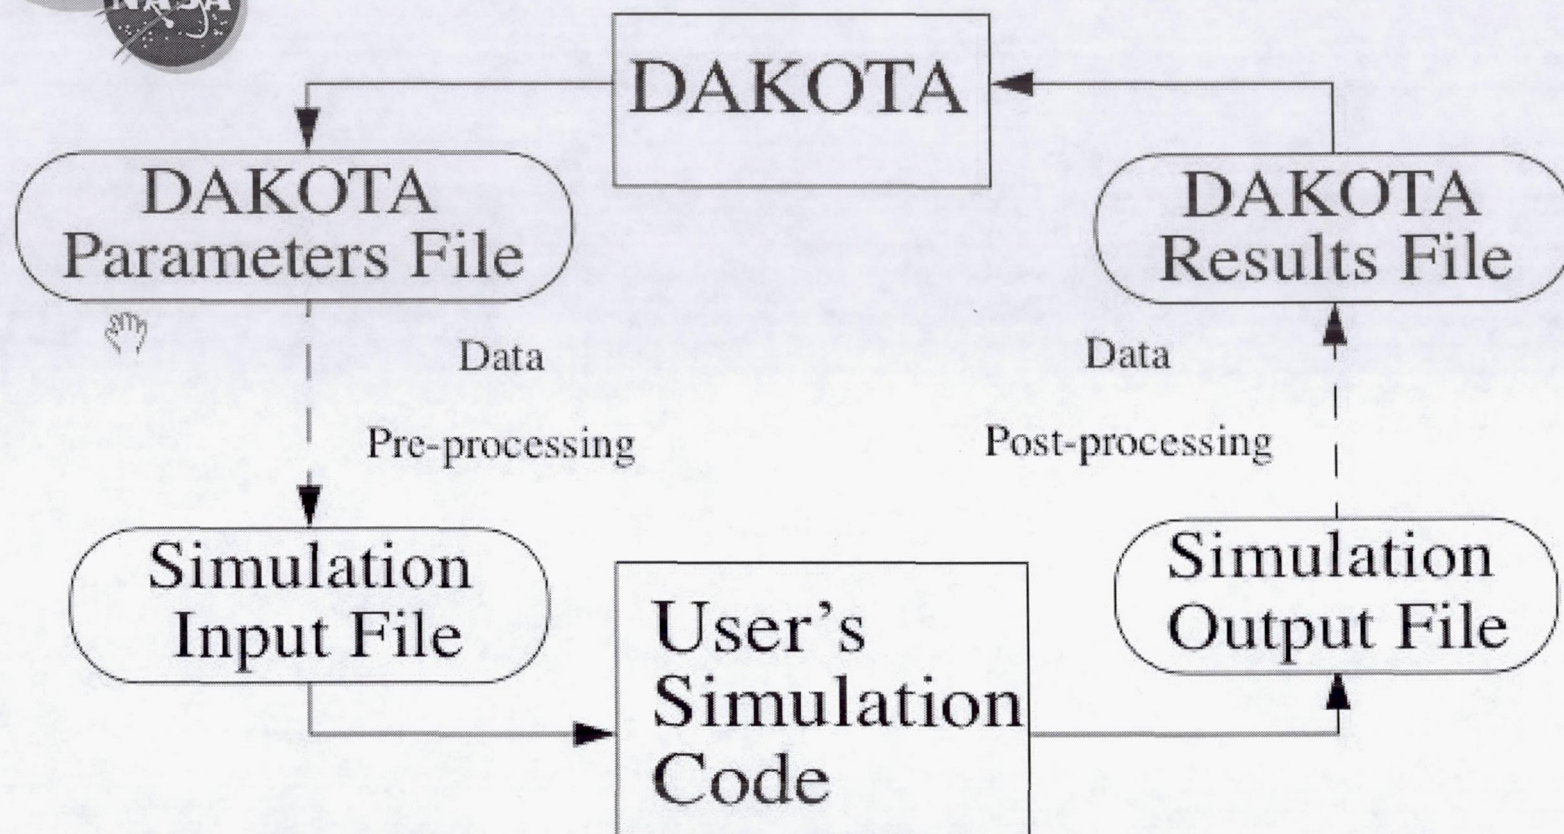 NASA
DAKOTA
DAKOTA
Parameters File
DAKOTA
Results File
Data
Data
Pre-processing
Post-processing
Simulation
Input File
User's
Simulation
Code
Simulation
Output File